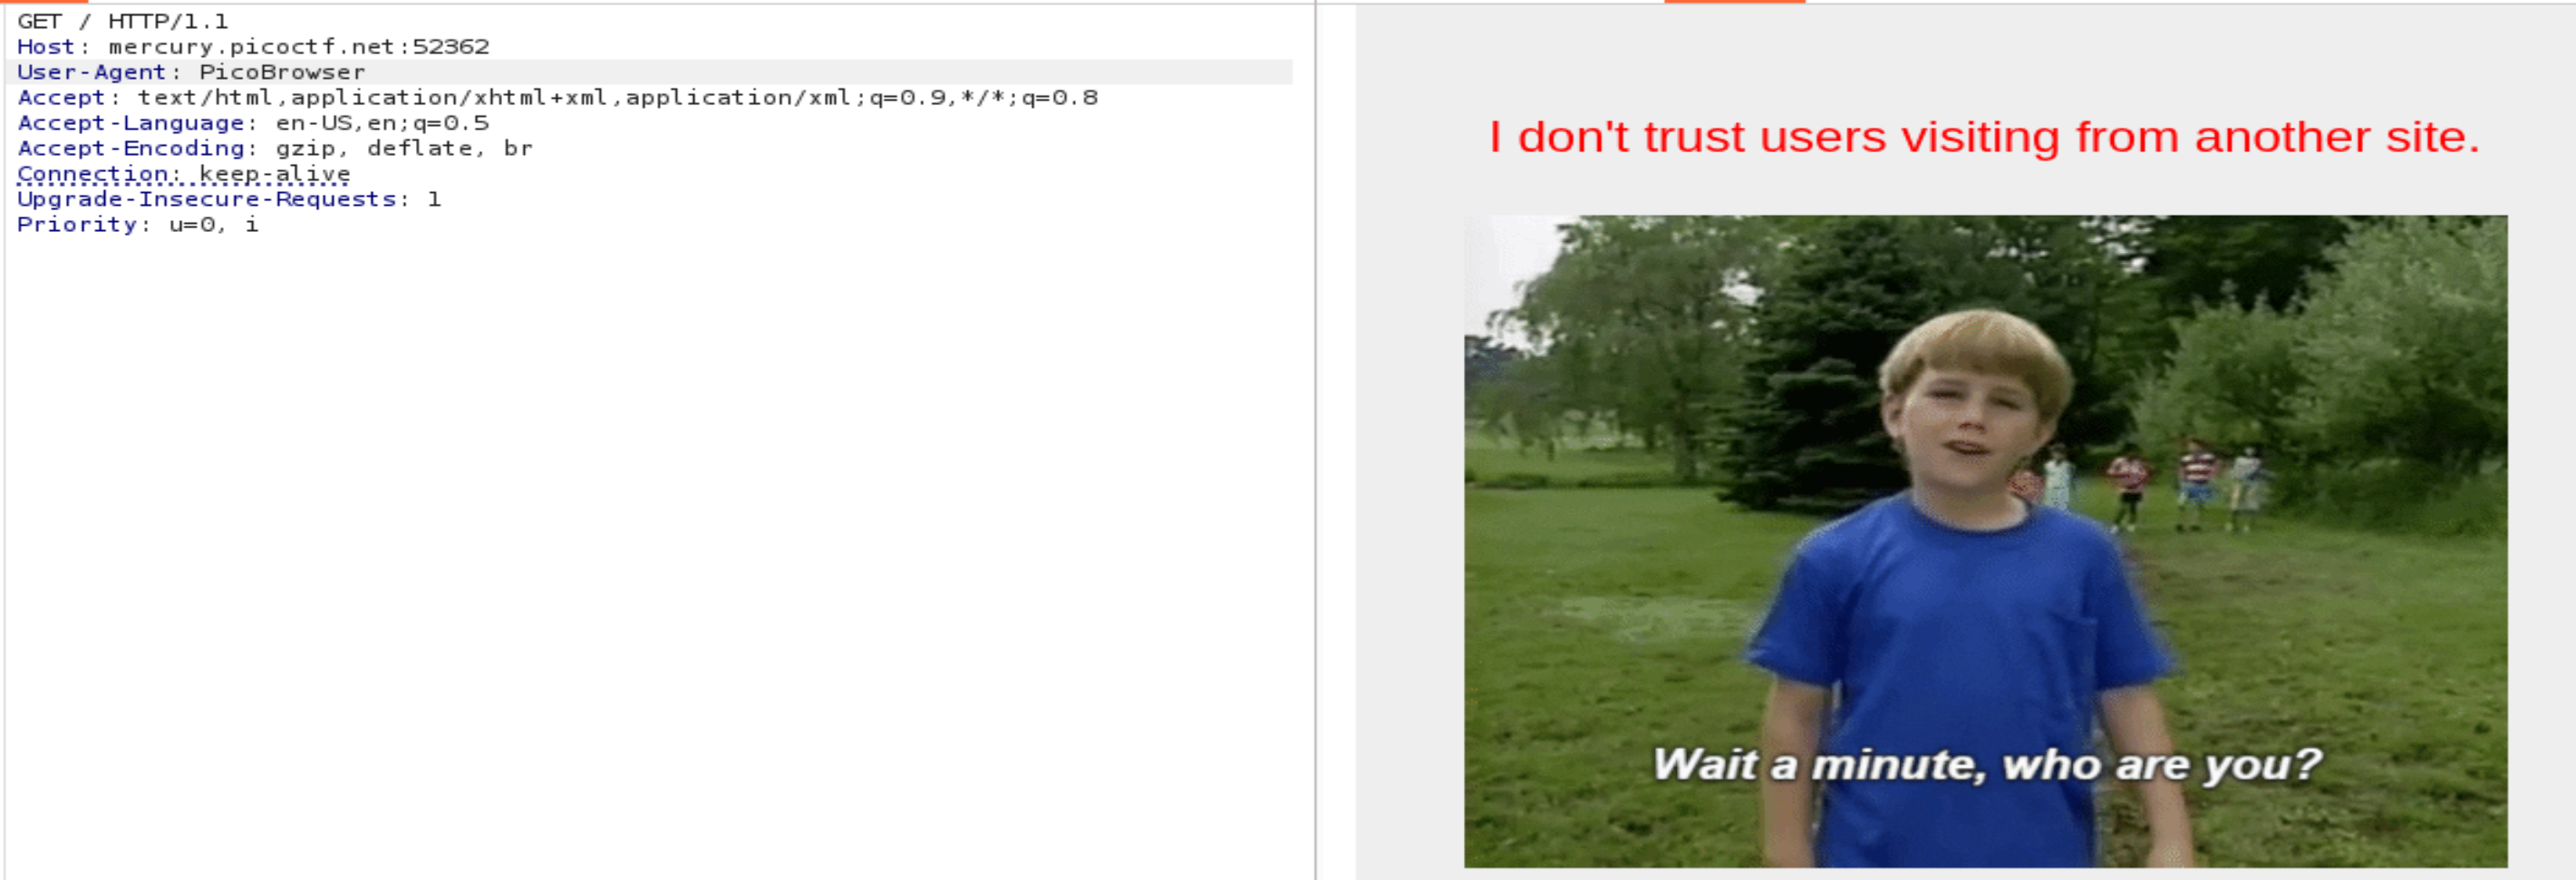 GET / HTTP/1.1
Host: mercury.picoctf.net:52362
User-Agent: PicoBrowser
Accept: text/html,application/xhtml+xml,application/xml;q=0.9,*/*;q=0.8
Accept-Language: en-US,en;q=0.5
Accept-Encoding: gzip, deflate, br
Connection: keep-alive
Upgrade-Insecure-Requests: 1
Priority: u=0, i
I don't trust users visiting from another site.
Wait a minute, who are you?